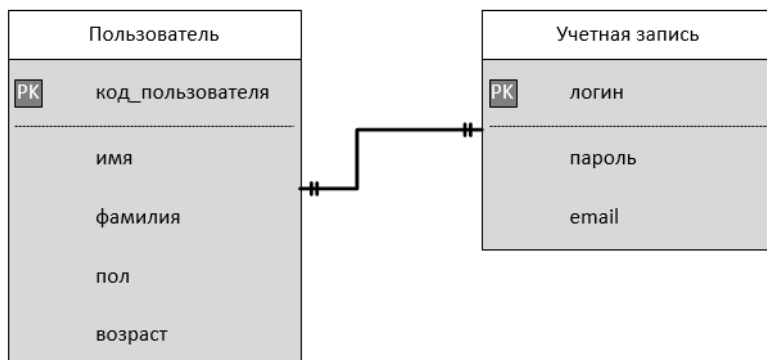 Пользователь
PK код_пользователя
имя
фамилия
пол
возраст
Учетная запись
PK логин
пароль
email